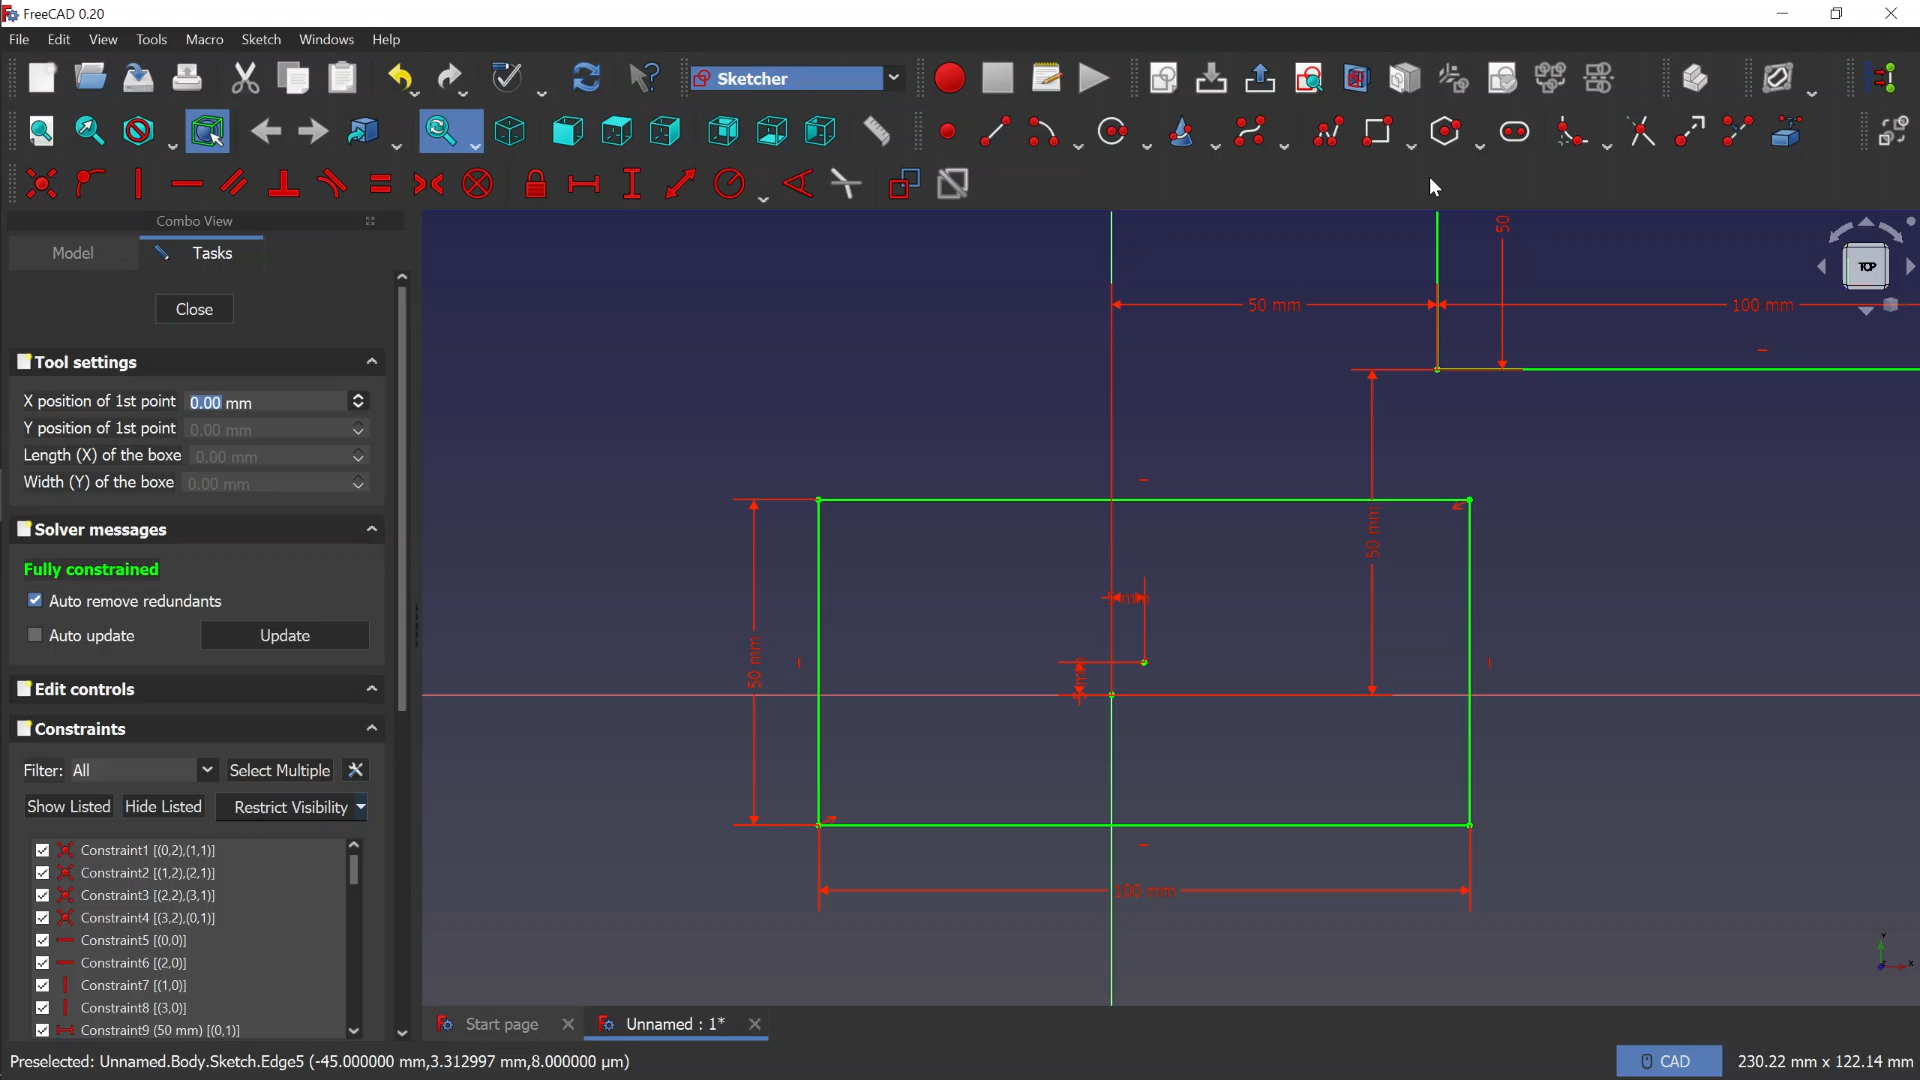 FreeCAD 0.20
File Edit View Tools Macro Sketch Windows Help
Sketcher
Combo View
Model Tasks
Close
Tool settings
X position of 1st point 0.00 mm
Y position of 1st point 0.00 mm
Length (X) of the boxe 0.00 mm
Width (Y) of the boxe 0.00 mm
Solver messages
Fully constrained
Auto remove redundants
Auto update Update
Edit controls
Constraints
Filter: All Select Multiple
Show Listed Hide Listed Restrict Visibility
Constraint1 [(0,2),(1,1)]
Constraint2 [(1,2),(2,1)]
Constraint3 [(2,2),(3,1)]
Constraint4 [(3,2),(0,1)]
Constraint5 [(0,0)]
Constraint6 [(2,0)]
Constraint7 [(1,0)]
Constraint8 [(3,0)]
Constraint9 (50 mm) [(0,1)]
50
TOP
50 mm
100 mm
50 mm
5 mm
50 mm
5 mm
100 mm
Y
X
Start page
Unnamed : 1*
Preselected: Unnamed.Body.Sketch.Edge5 (-45.000000 mm,3.312997 mm,8.000000 µm)
CAD
230.22 mm x 122.14 mm